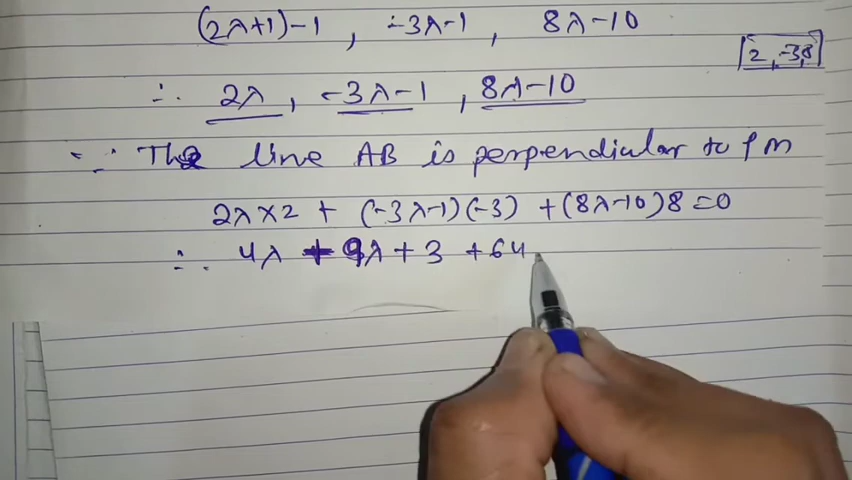 (2λ+1)-1 , -3λ-1 , 8λ-10
2, -3, 8
∴ 2λ , -3λ-1 , 8λ-10
∵ The line AB is perpendicular to PM
2λ×2 + (-3λ-1)(-3) + (8λ-10)8 = 0
∴ 4λ + 9λ + 3 + 64